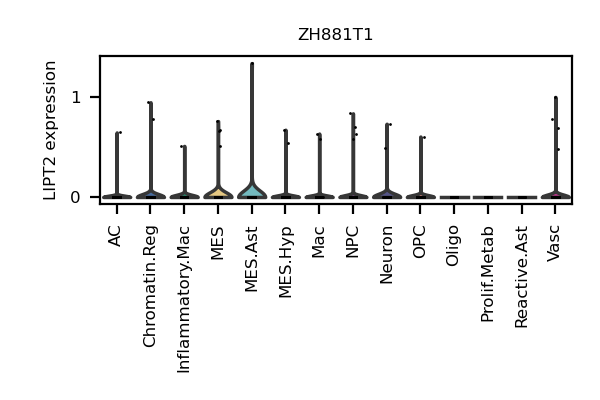 ZH881T1
LIPT2 expression
1
0
AC
Chromatin.Reg
Inflammatory.Mac
MES
MES.Ast
MES.Hyp
Mac
NPC
Neuron
OPC
Oligo
Prolif.Metab
Reactive.Ast
Vasc